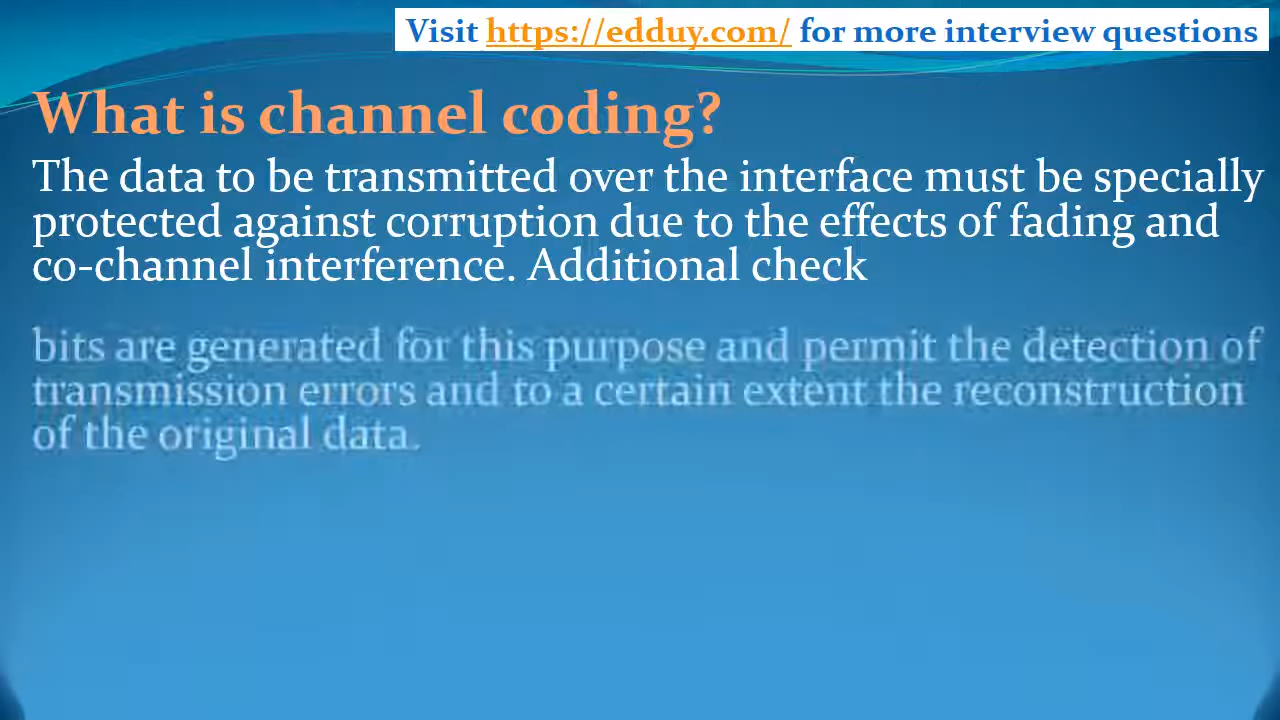 Visit https://edduy.com/ for more interview questions
What is channel coding?
The data to be transmitted over the interface must be specially
protected against corruption due to the effects of fading and
co-channel interference. Additional check
bits are generated for this purpose and permit the detection of
transmission errors and to a certain extent the reconstruction
of the original data.